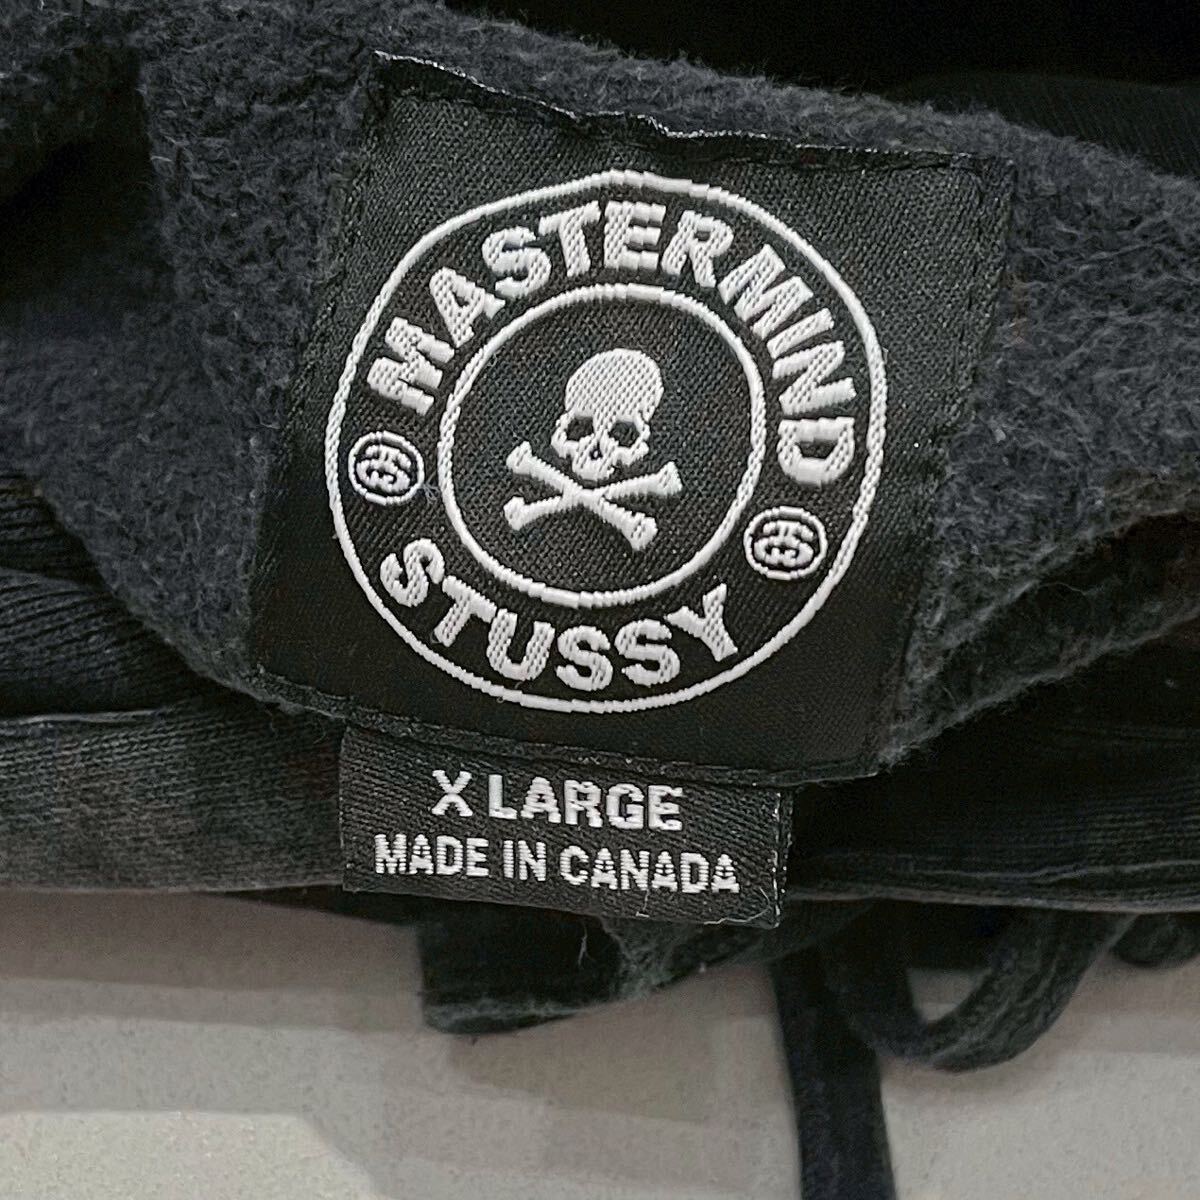 MASTERMIND
STUSSY
X LARGE
MADE IN CANADA